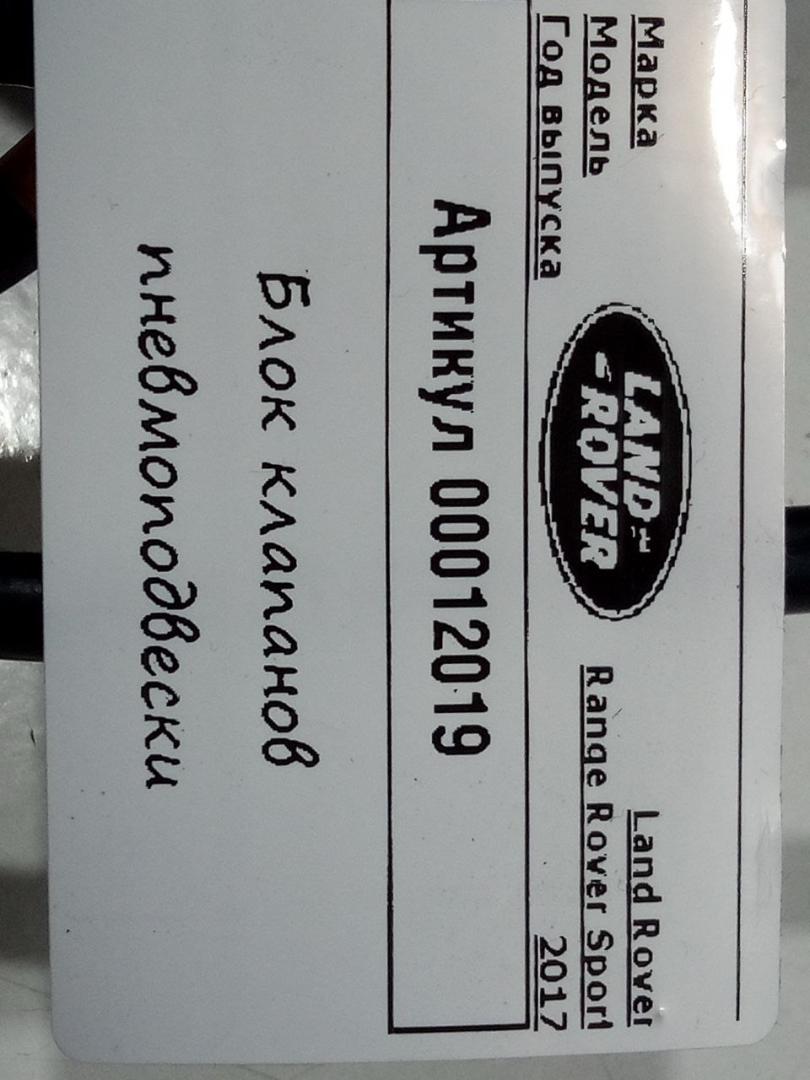 Марка Land Rover
Модель Range Rover Sport
Год выпуска 2017
LAND
ROVER
Артикул 00012019
Блок клапанов
пневмоподвески